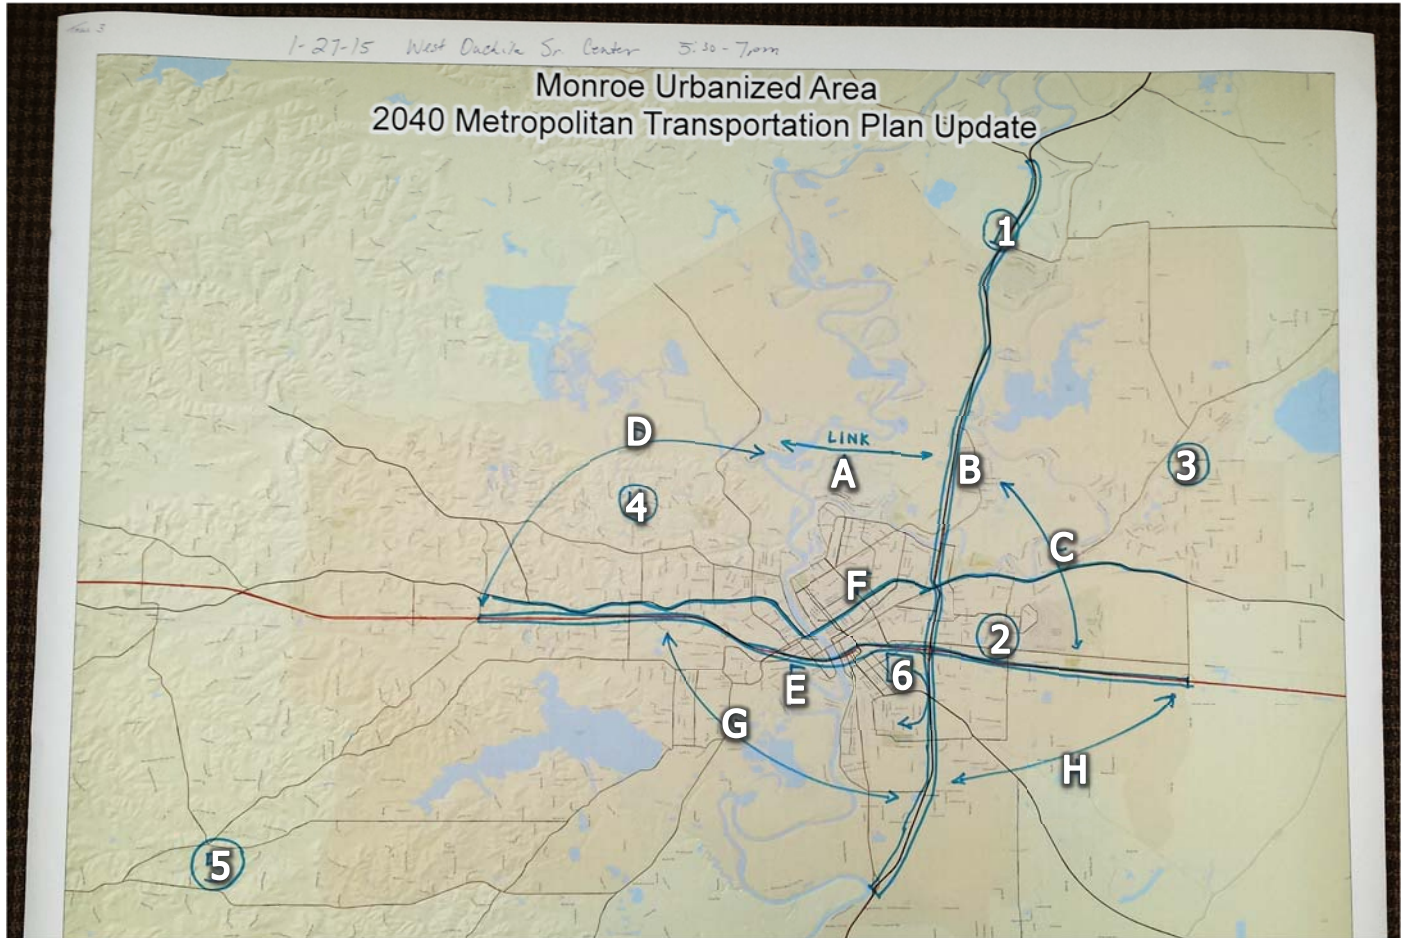 1-27-15 West Ouachita Sr. Center 5:30-7pm
Monroe Urbanized Area
2040 Metropolitan Transportation Plan Update
1
D
LINK
A
B
3
4
C
F
2
6
E
G
H
5